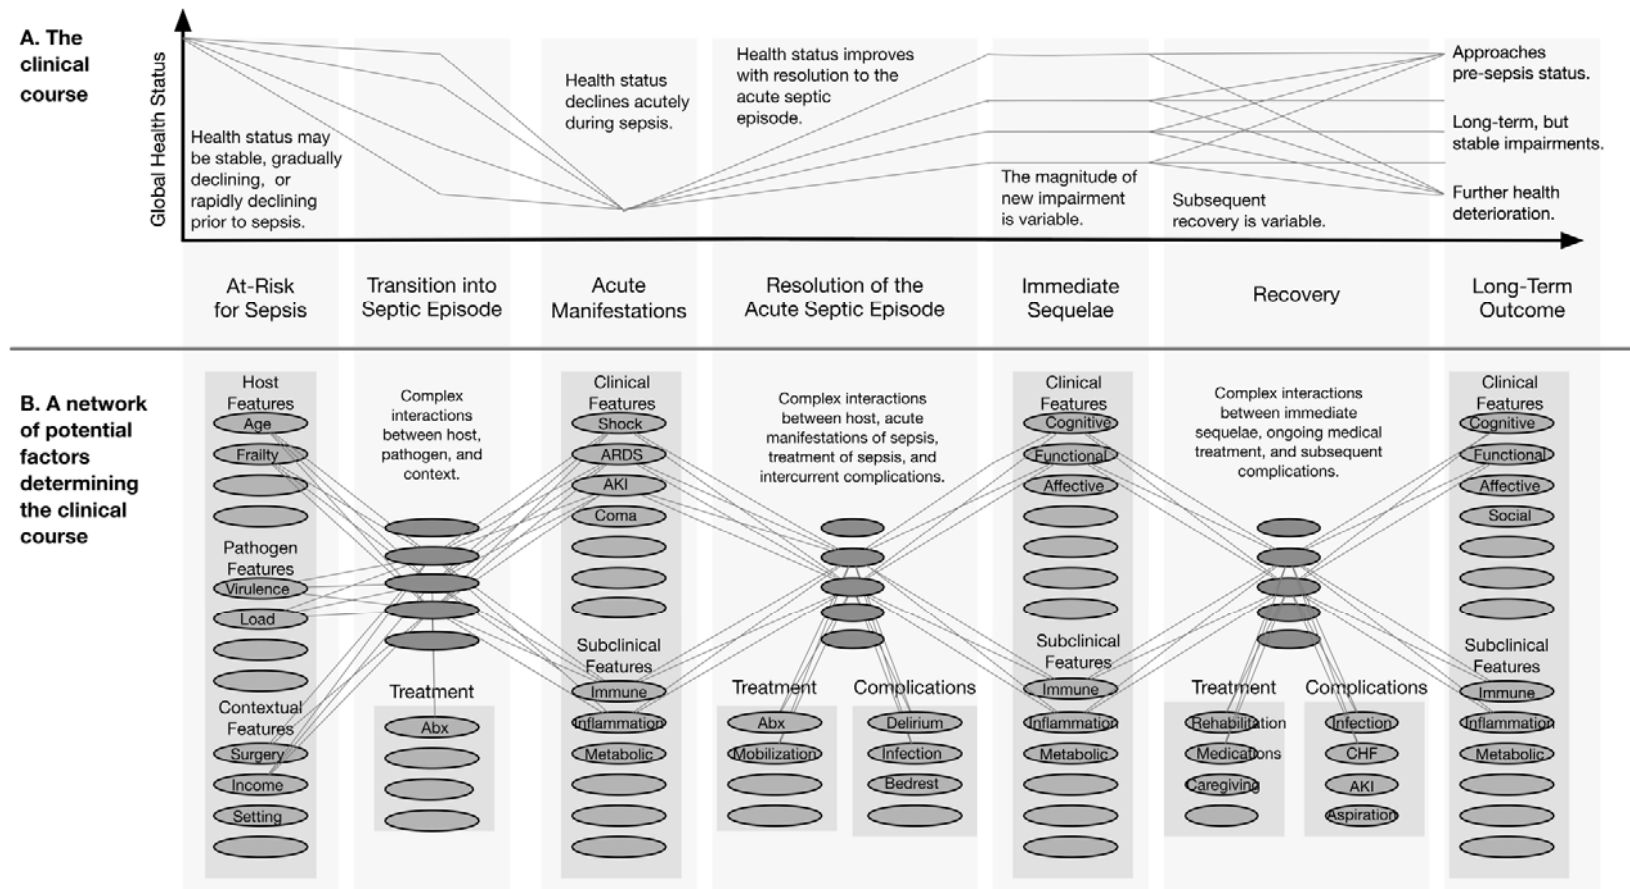 A. The
clinical
course
Global Health Status
Health status may
be stable, gradually
declining, or
rapidly declining
prior to sepsis.
Health status
declines acutely
during sepsis.
Health status improves
with resolution to the
acute septic
episode.
The magnitude of
new impairment
is variable.
Subsequent
recovery is variable.
Approaches
pre-sepsis status.
Long-term, but
stable impairments.
Further health
deterioration.
At-Risk
for Sepsis
Transition into
Septic Episode
Acute
Manifestations
Resolution of the
Acute Septic Episode
Immediate
Sequelae
Recovery
Long-Term
Outcome
B. A network
of potential
factors
determining
the clinical
course
Host
Features
Age
Frailty
Pathogen
Features
Virulence
Load
Contextual
Features
Surgery
Income
Setting
Complex
interactions
between host,
pathogen, and
context.
Treatment
Abx
Clinical
Features
Shock
ARDS
AKI
Coma
Subclinical
Features
Immune
Inflammation
Metabolic
Complex interactions
between host, acute
manifestations of sepsis,
treatment of sepsis, and
intercurrent complications.
Treatment
Abx
Mobilization
Complications
Delirium
Infection
Bedrest
Clinical
Features
Cognitive
Functional
Affective
Subclinical
Features
Immune
Inflammation
Metabolic
Complex interactions
between immediate
sequelae, ongoing medical
treatment, and subsequent
complications.
Treatment
Rehabilitation
Medications
Caregiving
Complications
Infection
CHF
AKI
Aspiration
Clinical
Features
Cognitive
Functional
Affective
Social
Subclinical
Features
Immune
Inflammation
Metabolic